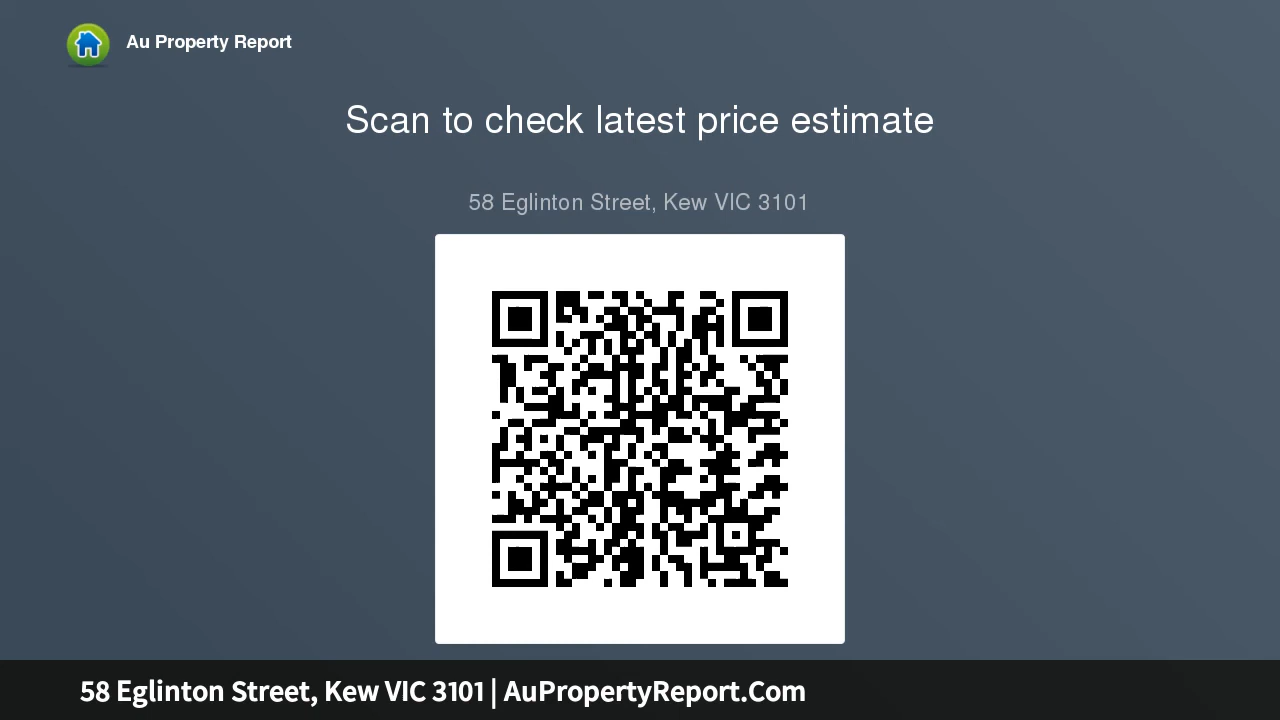 Au Property Report
Scan to check latest price estimate
58 Eglinton Street, Kew VIC 3101
58 Eglinton Street, Kew VIC 3101 | AuPropertyReport.Com